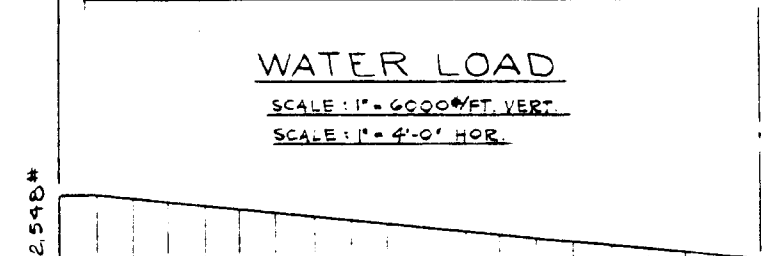 WATER LOAD
SCALE : 1" = 6000#/FT. VERT.
SCALE : 1" = 4'-0" HOR.
2,548#